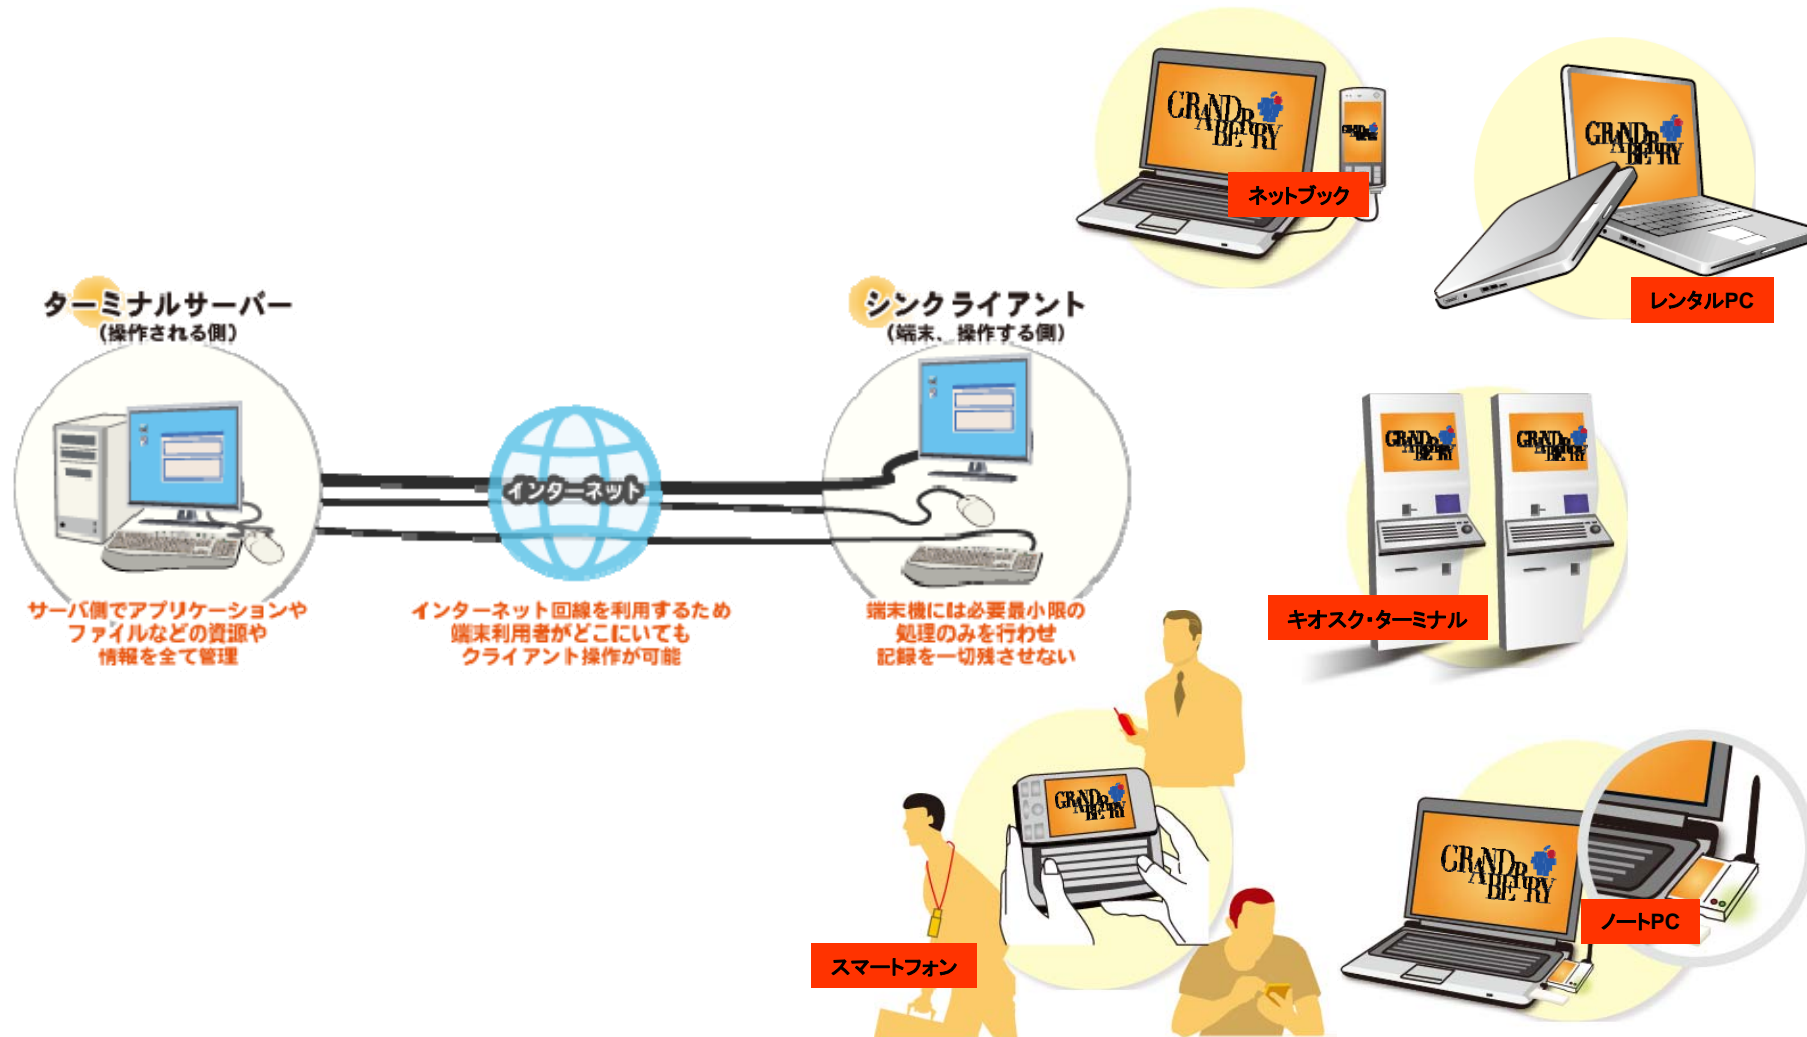 ターミナルサーバー
（操作される側）
サーバ側でアプリケーションや
ファイルなどの資源や
情報を全て管理
インターネット
インターネット回線を利用するため
端末利用者がどこにいても
クライアント操作が可能
シンクライアント
（端末、操作する側）
端末機には必要最小限の
処理のみを行わせ
記録を一切残させない
GRANDBERRY
GRANDBERRY
ネットブック
GRANDBERRY
レンタルPC
GRANDBERRY
GRANDBERRY
キオスク・ターミナル
GRANDBERRY
スマートフォン
GRANDBERRY
ノートPC